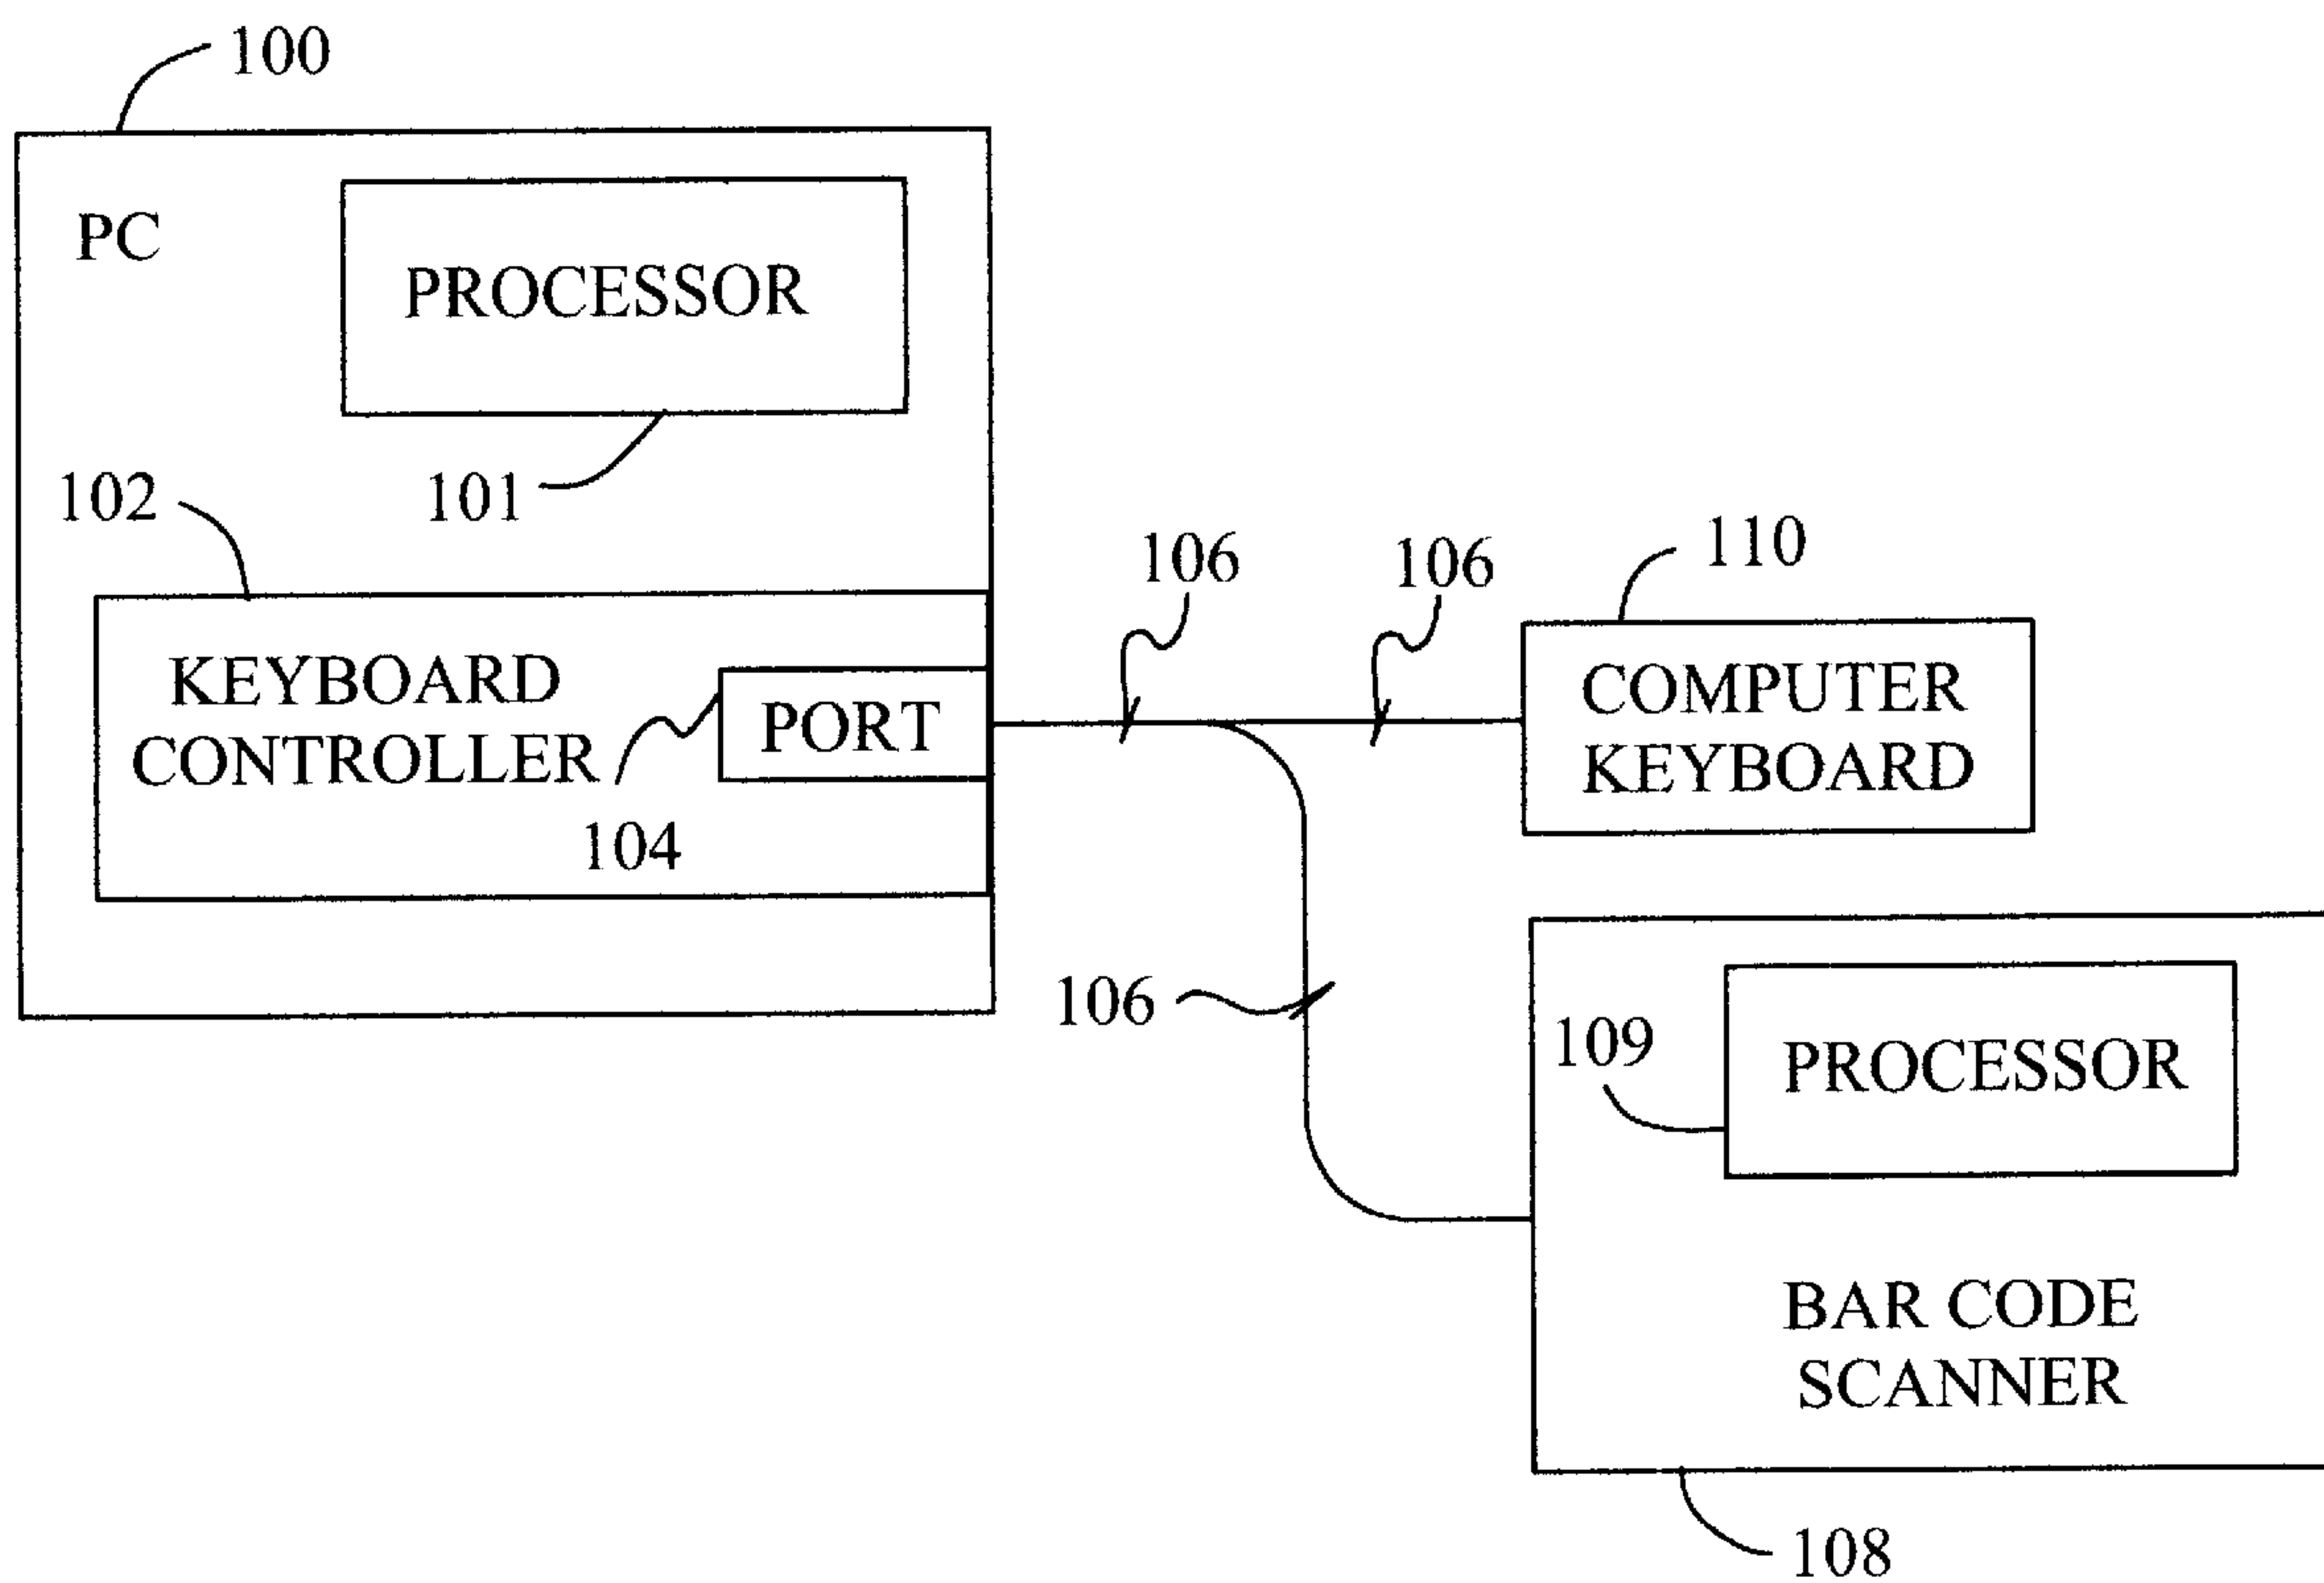 100
PC
PROCESSOR
101
102
KEYBOARD
CONTROLLER
PORT
104
106
106
110
COMPUTER
KEYBOARD
106
109
PROCESSOR
BAR CODE
SCANNER
108